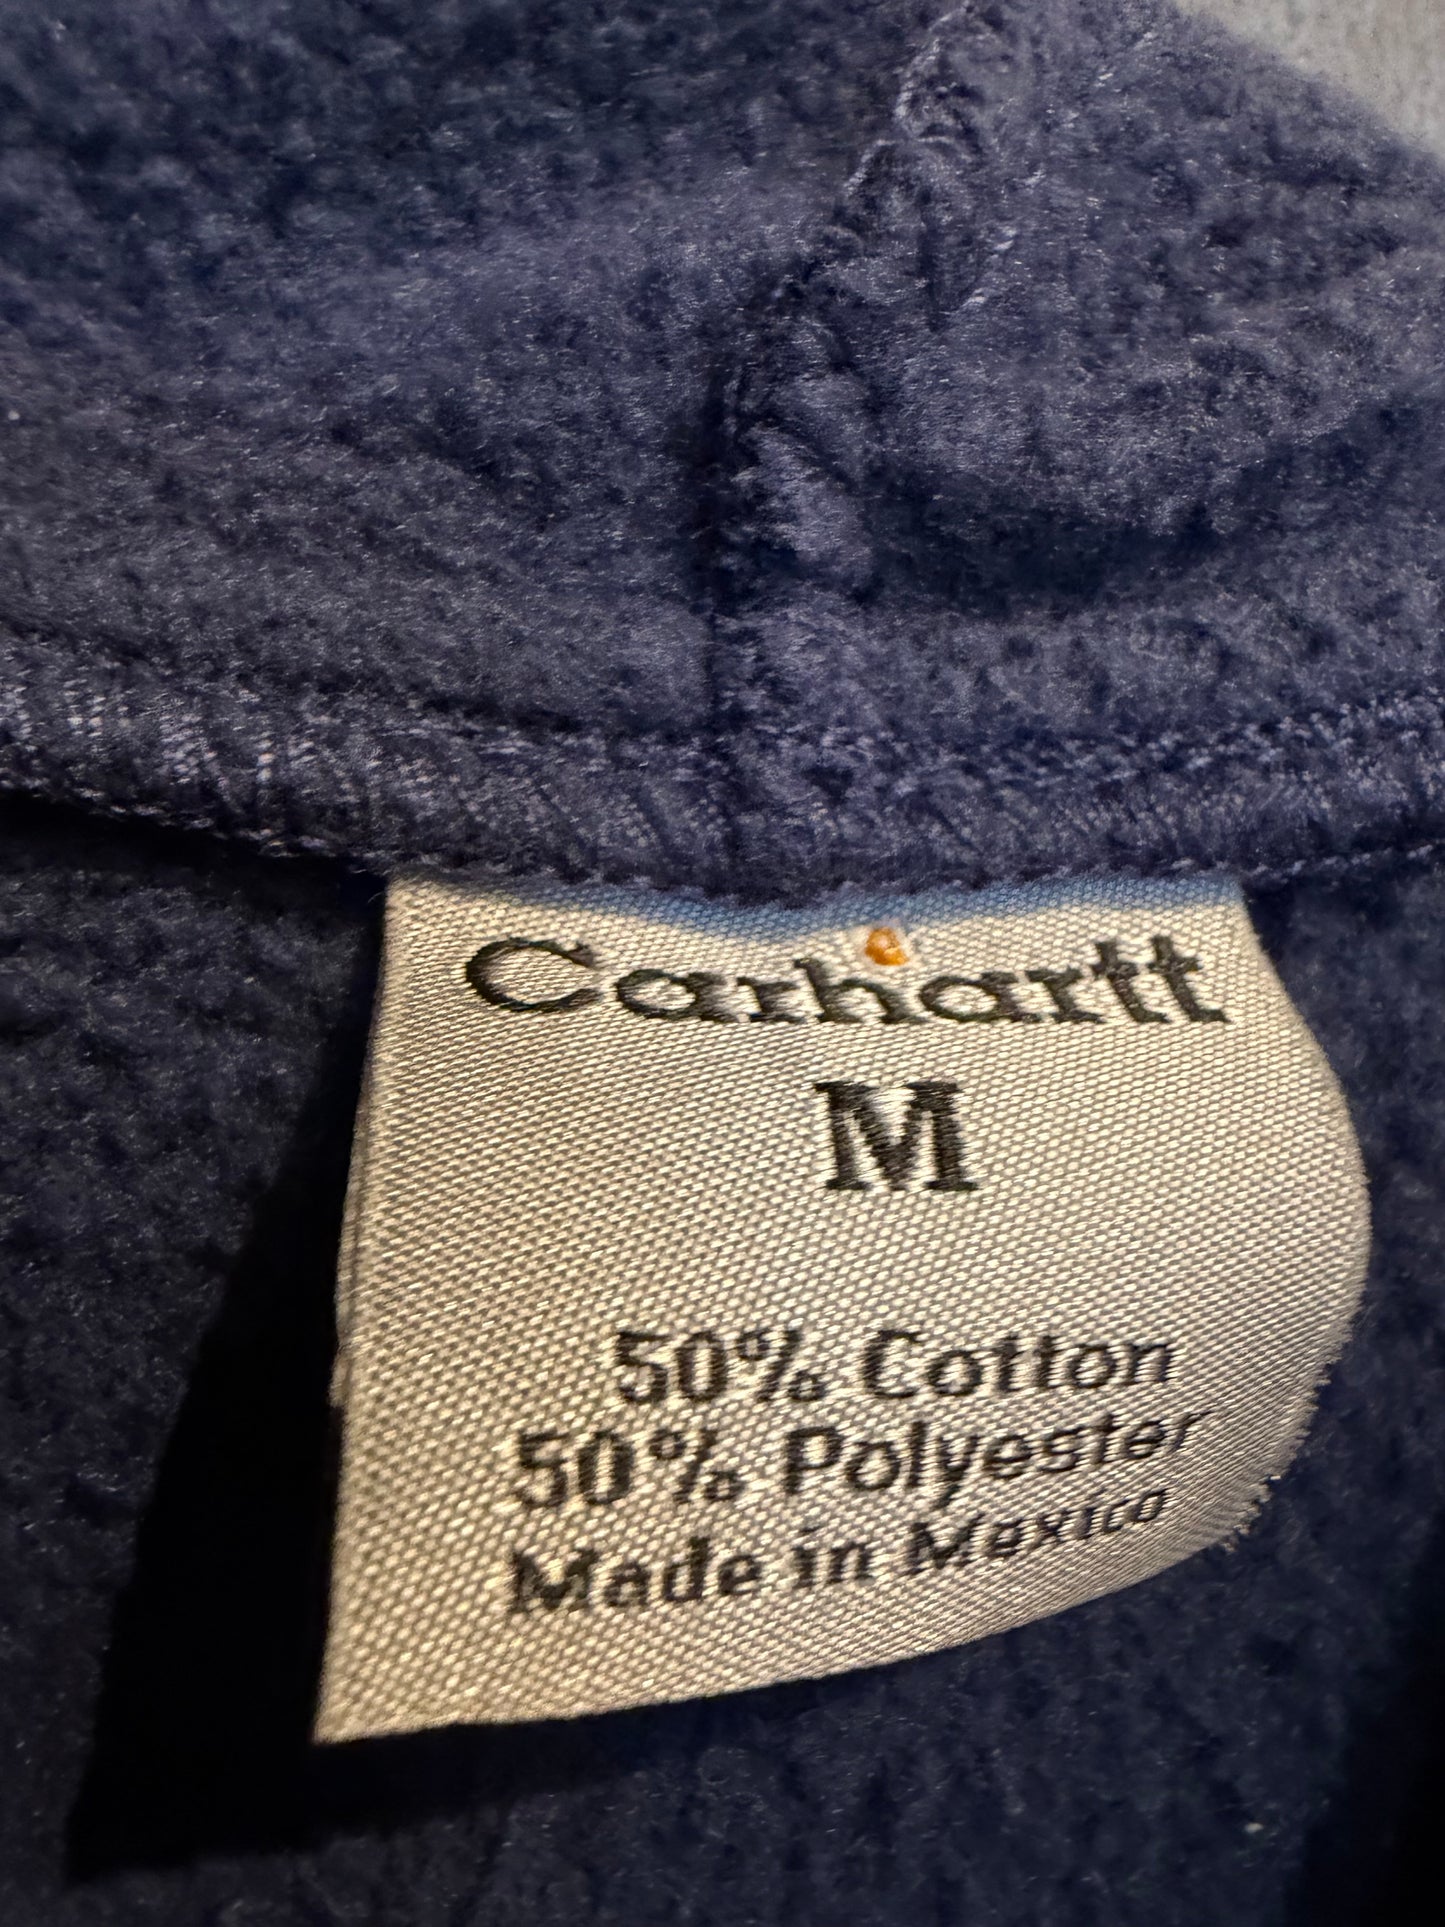 Carhartt
M
50% Cotton
50% Polyester
Made in Mexico